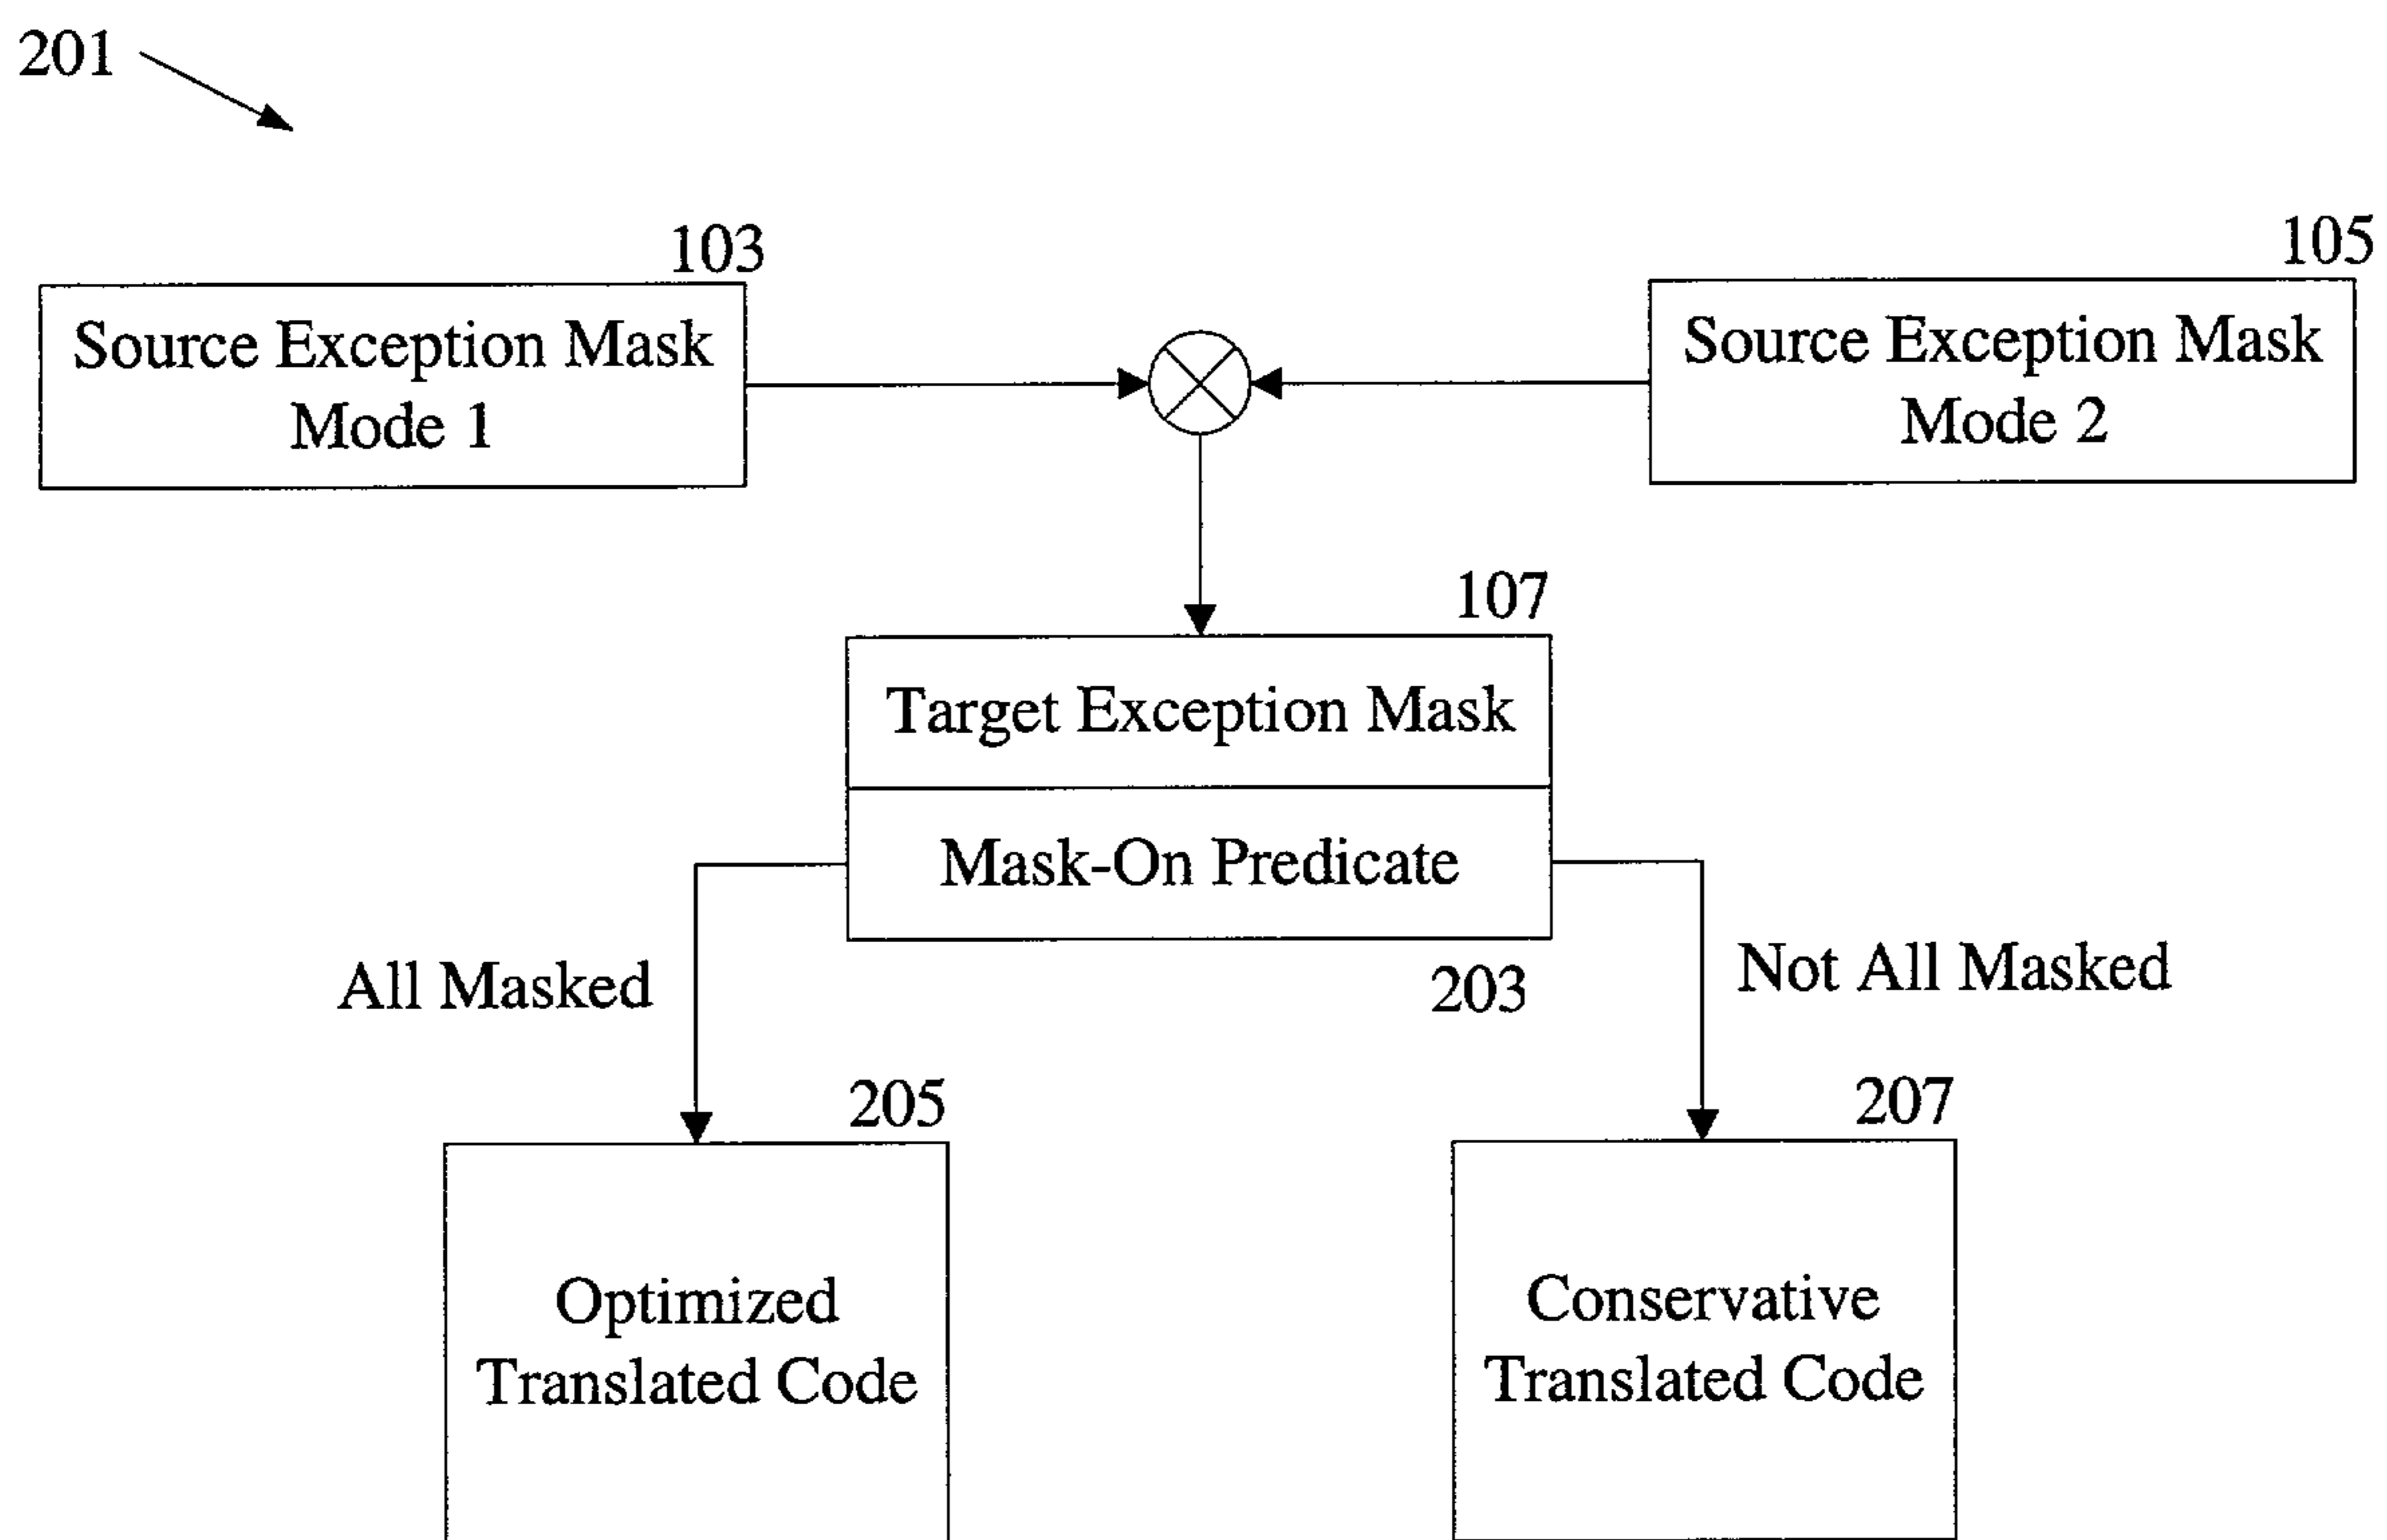 201
103
105
Source Exception Mask
Mode 1
Source Exception Mask
Mode 2
107
Target Exception Mask
Mask-On Predicate
203
All Masked
Not All Masked
205
207
Optimized
Translated Code
Conservative
Translated Code